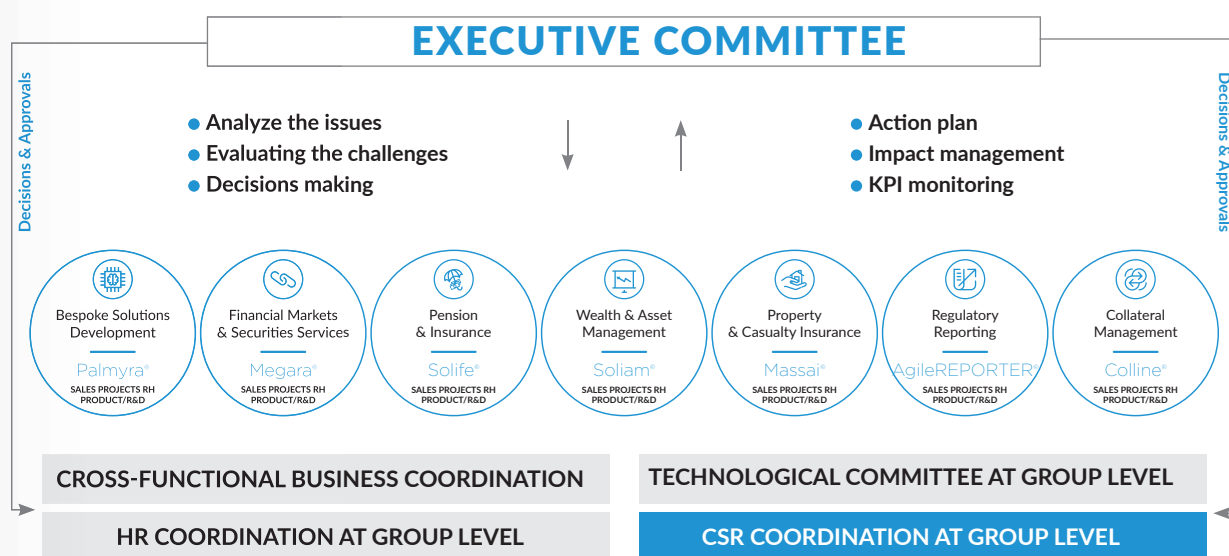 EXECUTIVE COMMITTEE
Decisions & Approvals
Analyze the issues
Evaluating the challenges
Decisions making
Action plan
Impact management
KPI monitoring
Decisions & Approvals
Bespoke Solutions
Development
Palmyra®
SALES PROJECTS RH
PRODUCT/R&D
Financial Markets
& Securities Services
Megara®
SALES PROJECTS RH
PRODUCT/R&D
Pension
& Insurance
Solife®
SALES PROJECTS RH
PRODUCT/R&D
Wealth & Asset
Management
Soliam®
SALES PROJECTS RH
PRODUCT/R&D
Property
& Casualty Insurance
Massai®
SALES PROJECTS RH
PRODUCT/R&D
Regulatory
Reporting
AgileREPORTER®
SALES PROJECTS RH
PRODUCT/R&D
Collateral
Management
Colline®
SALES PROJECTS RH
PRODUCT/R&D
CROSS-FUNCTIONAL BUSINESS COORDINATION
TECHNOLOGICAL COMMITTEE AT GROUP LEVEL
HR COORDINATION AT GROUP LEVEL
CSR COORDINATION AT GROUP LEVEL